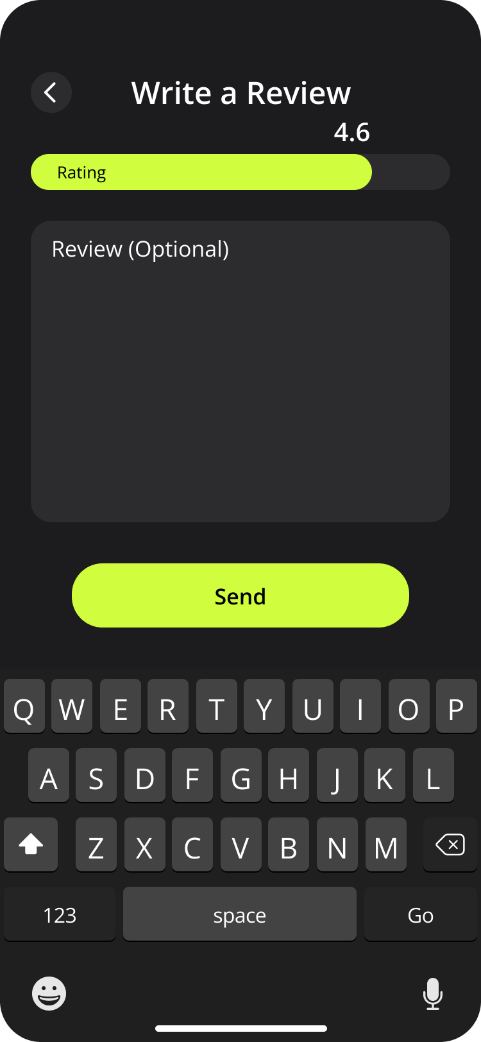 Write a Review
4.6
Rating
Review (Optional)
Send
Q W E R T Y U I O P
A S D F G H J K L
Z X C V B N M
123 space Go